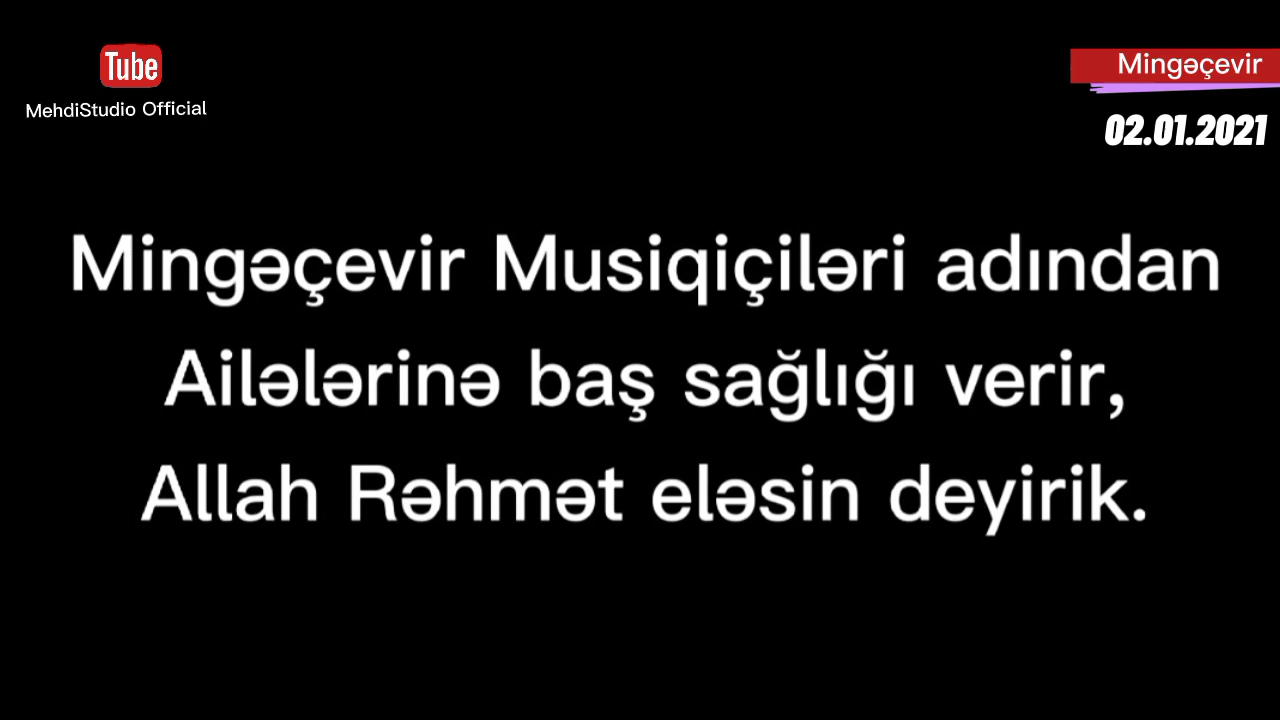 Tube
MehdiStudio Official
Mingəçevir
02.01.2021
Mingəçevir Musiqiçiləri adından
Ailələrinə baş sağlığı verir,
Allah Rəhmət eləsin deyirik.